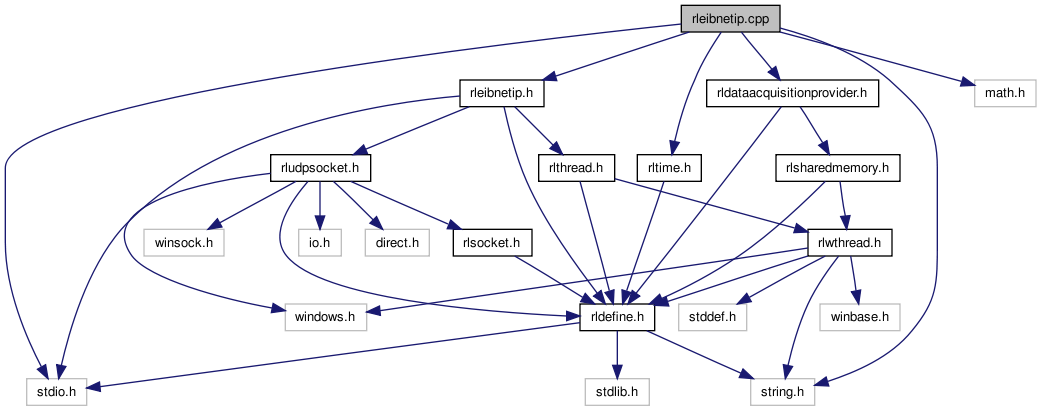 rleibnetip.cpp
rleibnetip.h
rldataacquisitionprovider.h
math.h
rludpsocket.h
rlthread.h
rltime.h
rlsharedmemory.h
winsock.h
io.h
direct.h
rlsocket.h
rlwthread.h
windows.h
rldefine.h
stddef.h
winbase.h
stdio.h
stdlib.h
string.h